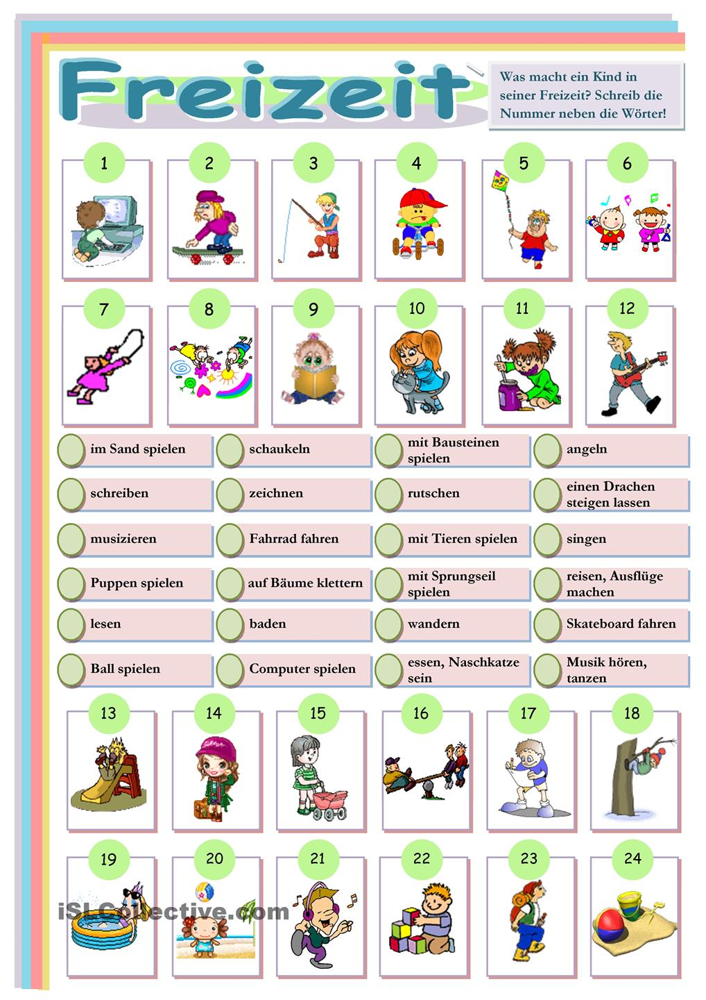 Freizeit
Was macht ein Kind in
seiner Freizeit? Schreib die
Nummer neben die Wörter!
1 2 3 4 5 6
7 8 9 10 11 12
im Sand spielen
schaukeln
mit Bausteinen
spielen
angeln
schreiben
zeichnen
rutschen
einen Drachen
steigen lassen
musizieren
Fahrrad fahren
mit Tieren spielen
singen
Puppen spielen
auf Bäume klettern
mit Sprungseil
spielen
reisen, Ausflüge
machen
lesen
baden
wandern
Skateboard fahren
Ball spielen
Computer spielen
essen, Naschkatze
sein
Musik hören,
tanzen
13 14 15 16 17 18
19 20 21 22 23 24
iSLCollective.com